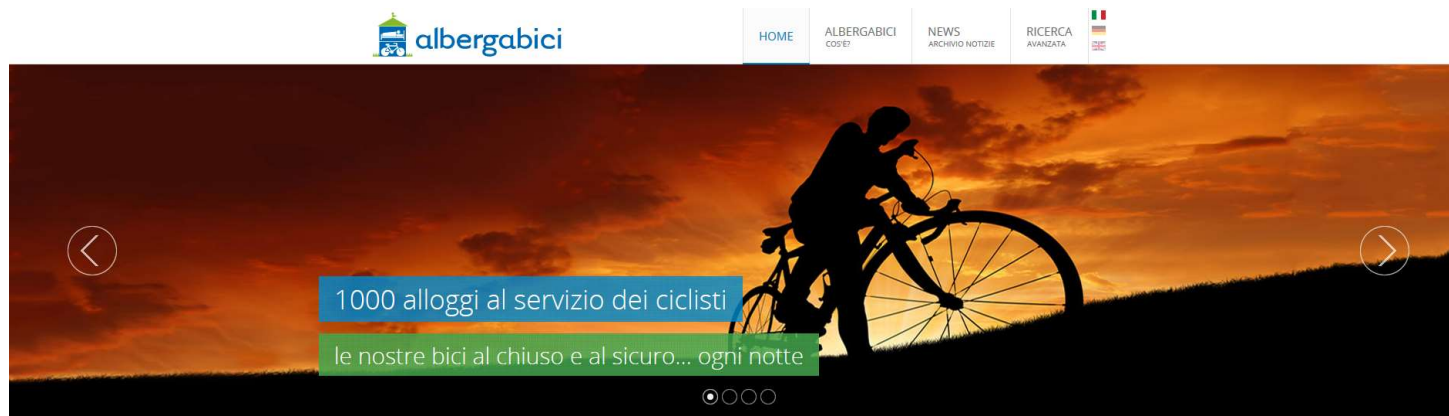 albergabici
HOME
ALBERGABICI
COS'È?
NEWS
ARCHIVIO NOTIZIE
RICERCA
AVANZATA
1000 alloggi al servizio dei ciclisti
le nostre bici al chiuso e al sicuro... ogni notte